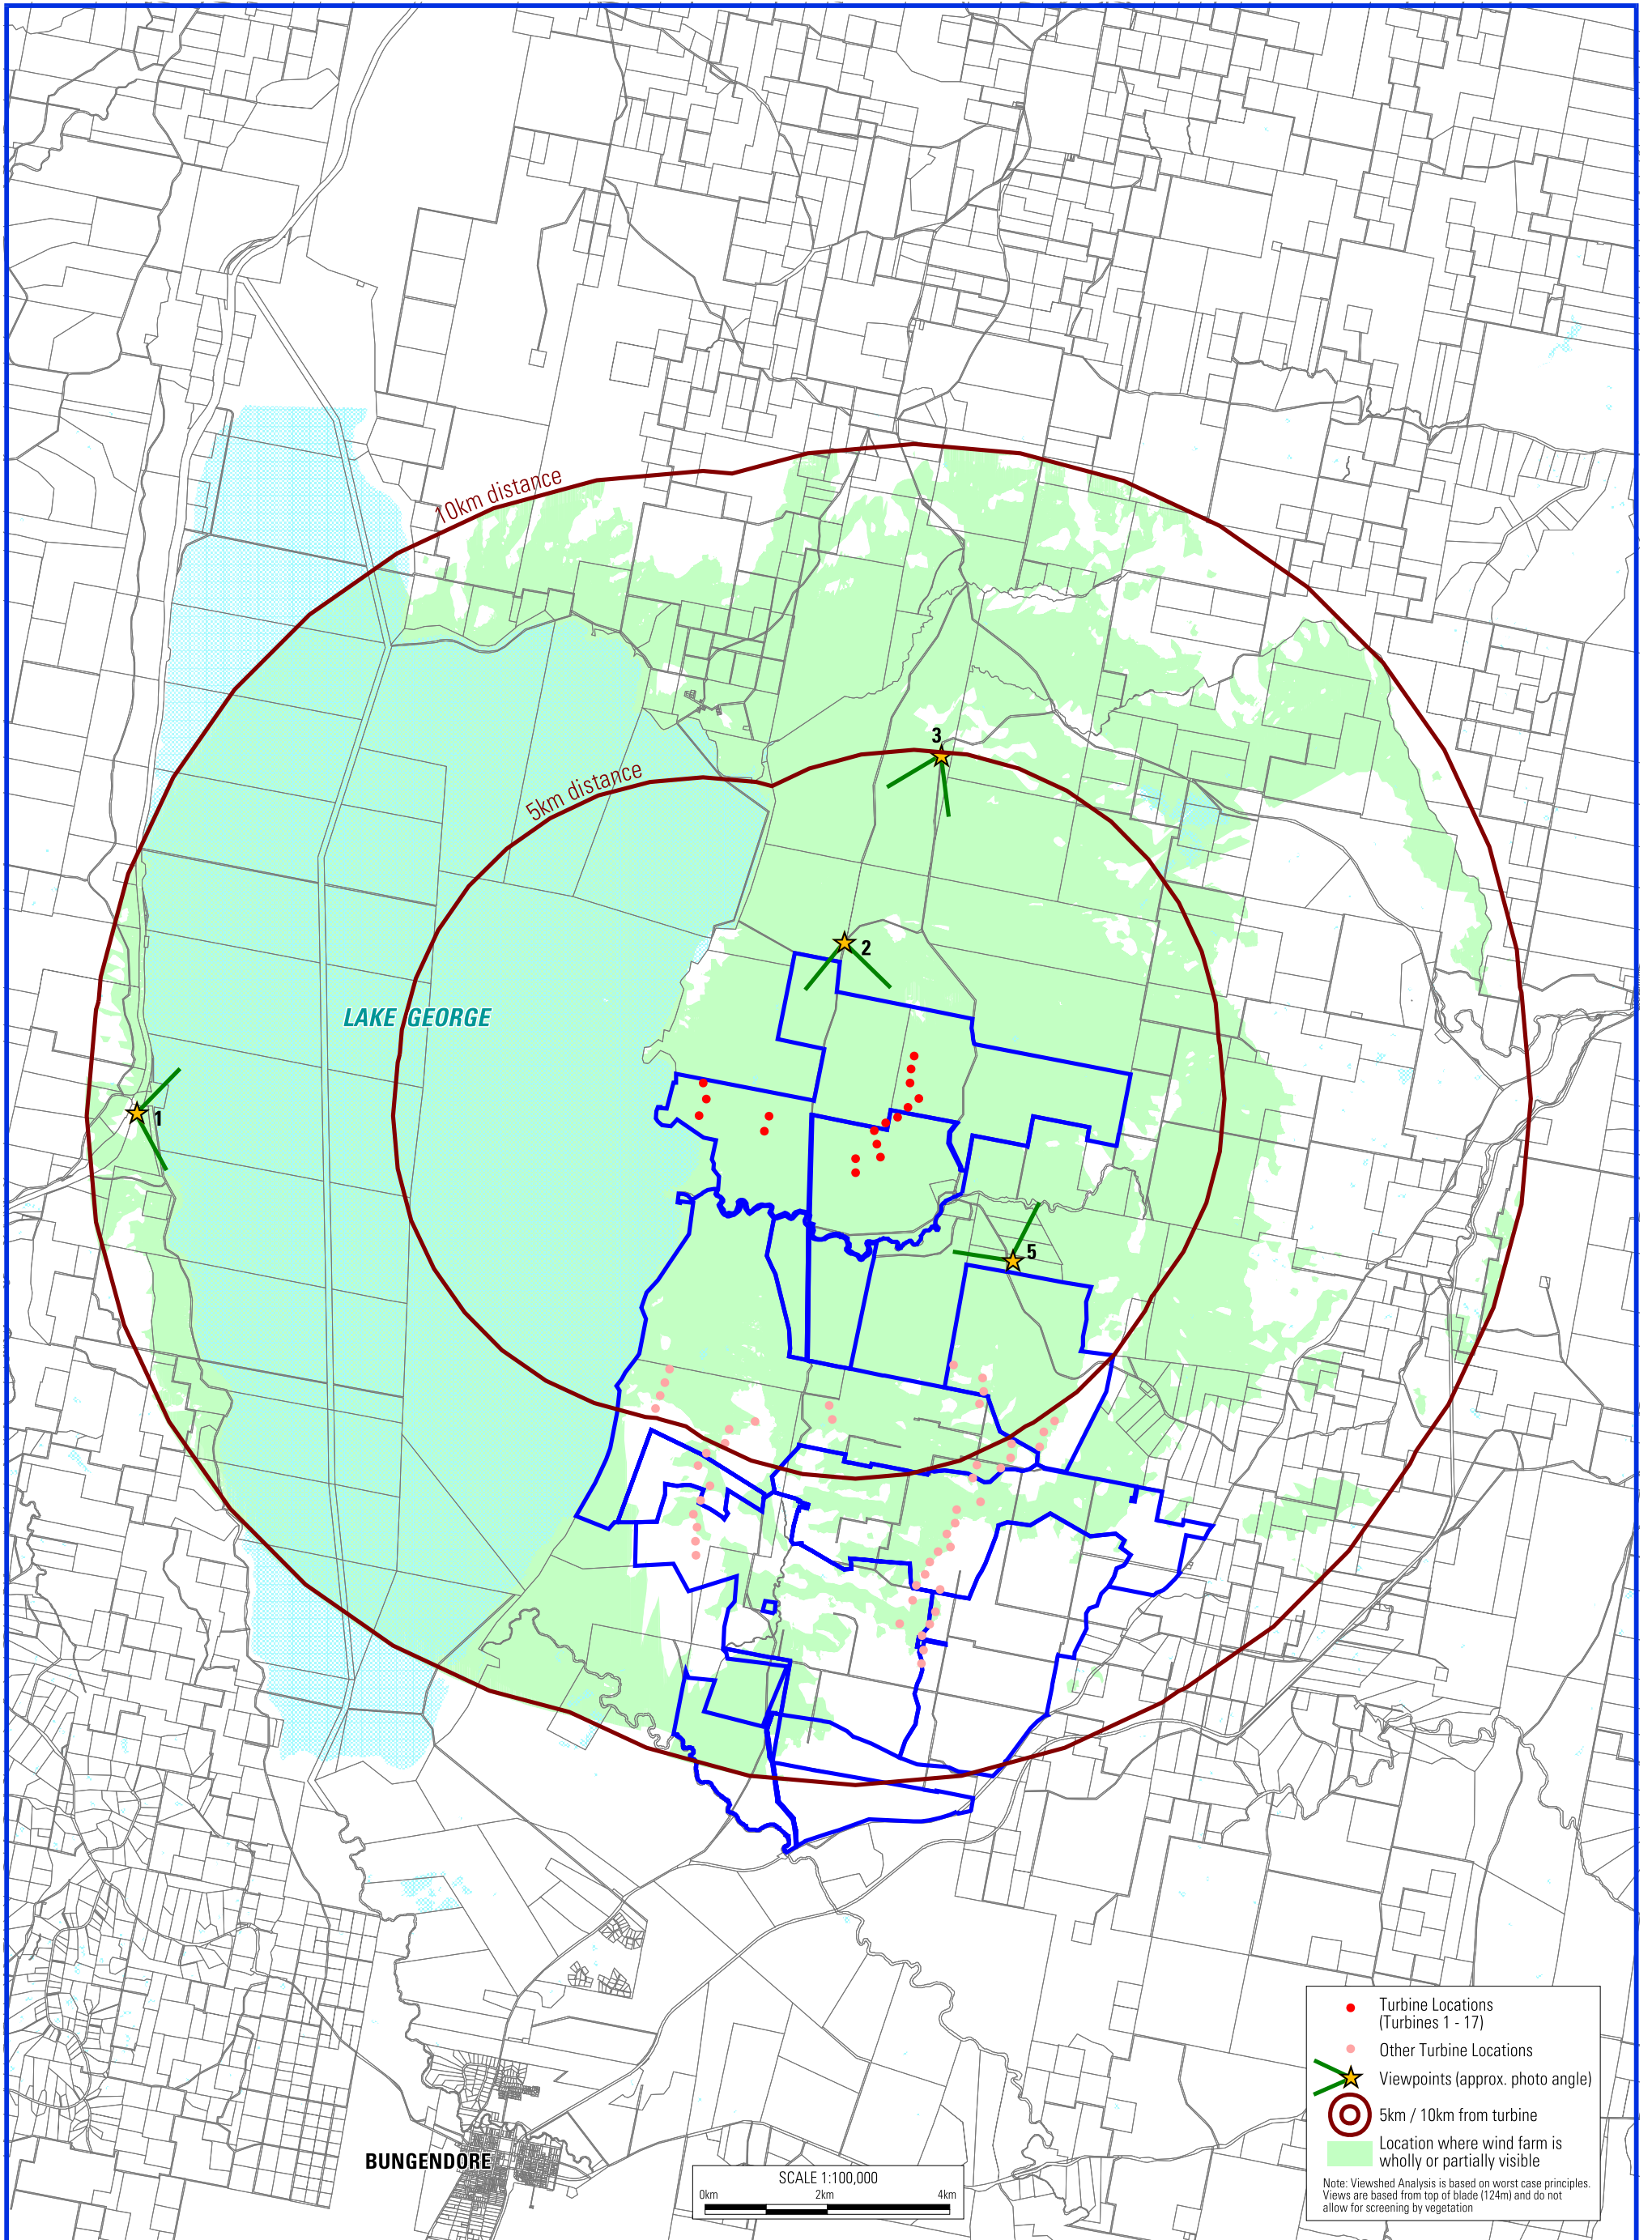 10km distance
3
5km distance
2
LAKE GEORGE
1
5
Turbine Locations
(Turbines 1 - 17)
Other Turbine Locations
Viewpoints (approx. photo angle)
5km / 10km from turbine
Location where wind farm is
wholly or partially visible
Note: Viewshed Analysis is based on worst case principles.
Views are based from top of blade (124m) and do not
allow for screening by vegetation
BUNGENDORE
SCALE 1:100,000
0km 2km 4km